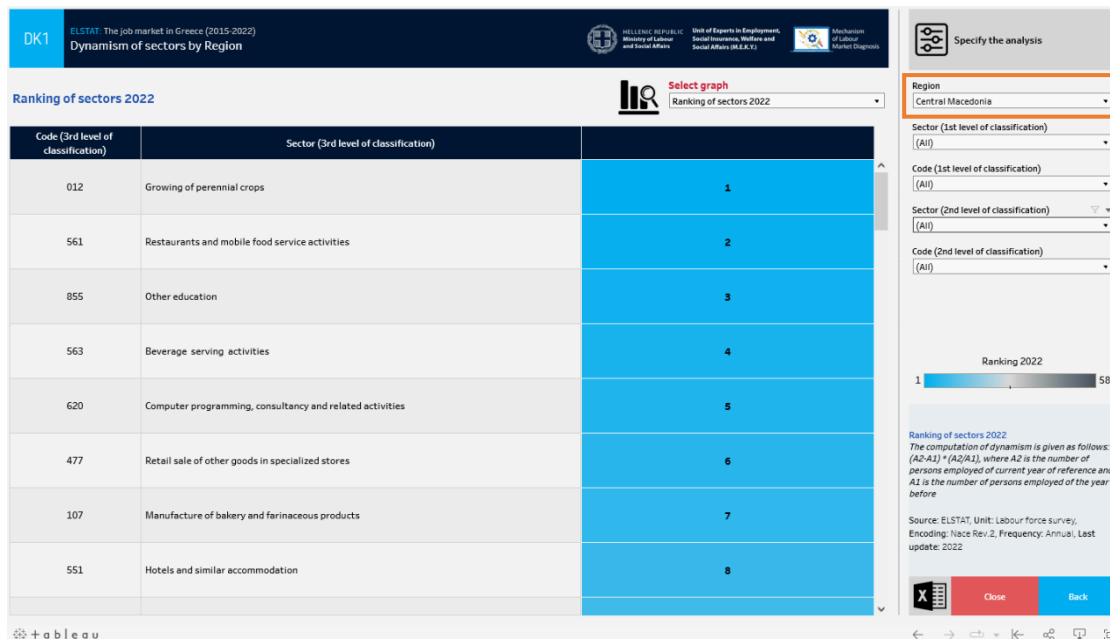 DK1
ELSTAT: The job market in Greece (2015-2022)
Dynamism of sectors by Region
HELLENIC REPUBLIC
Ministry of Labour
and Social Affairs
Unit of Experts in Employment,
Social Insurance, Welfare and
Social Affairs (M.E.K.Y.)
Mechanism
of Labour
Market Diagnosis
Specify the analysis
Ranking of sectors 2022
Select graph
Ranking of sectors 2022
Region
Central Macedonia
Sector (1st level of classification)
(All)
Code (1st level of classification)
(All)
Sector (2nd level of classification)
(All)
Code (2nd level of classification)
(All)
Code (3rd level of
classification)
Sector (3rd level of classification)
012 Growing of perennial crops 1
561 Restaurants and mobile food service activities 2
855 Other education 3
563 Beverage serving activities 4
620 Computer programming, consultancy and related activities 5
477 Retail sale of other goods in specialized stores 6
107 Manufacture of bakery and farinaceous products 7
551 Hotels and similar accommodation 8
Ranking 2022
1 58
Ranking of sectors 2022
The computation of dynamism is given as follows:
(A2-A1) * (A2/A1), where A2 is the number of
persons employed of current year of reference and
A1 is the number of persons employed of the year
before
Source: ELSTAT, Unit: Labour force survey,
Encoding: Nace Rev.2, Frequency: Annual, Last
update: 2022
X
Close
Back
+ a b l e a u